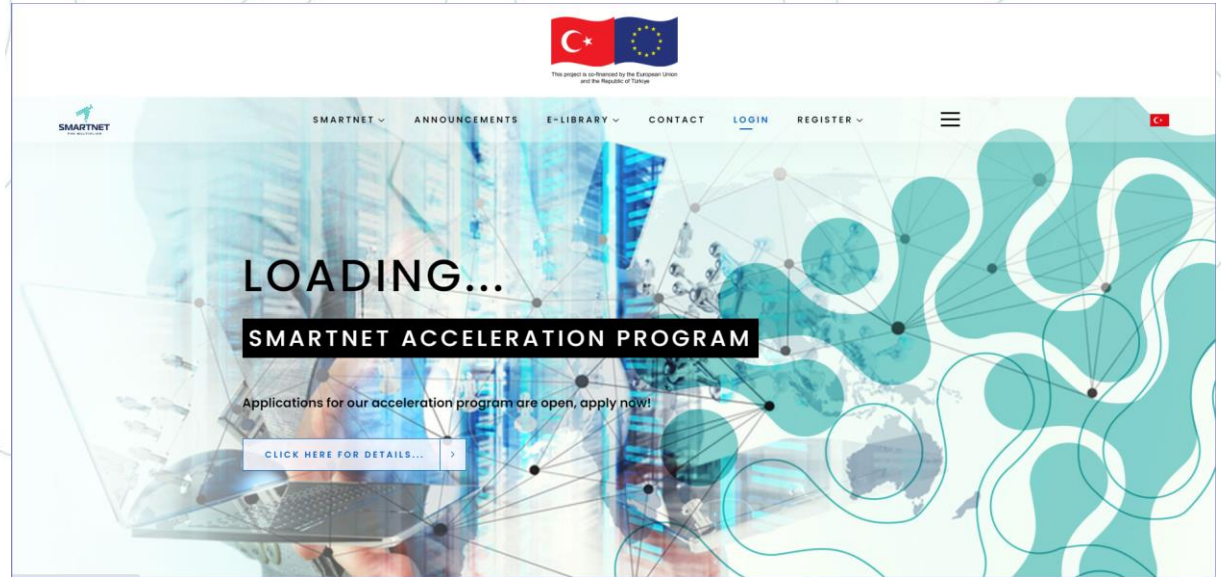 This project is co-financed by the European Union
and the Republic of Türkiye
SMARTNET
SMARTNET ANNOUNCEMENTS E-LIBRARY CONTACT LOGIN REGISTER
LOADING...
SMARTNET ACCELERATION PROGRAM
Applications for our acceleration program are open, apply now!
CLICK HERE FOR DETAILS... >